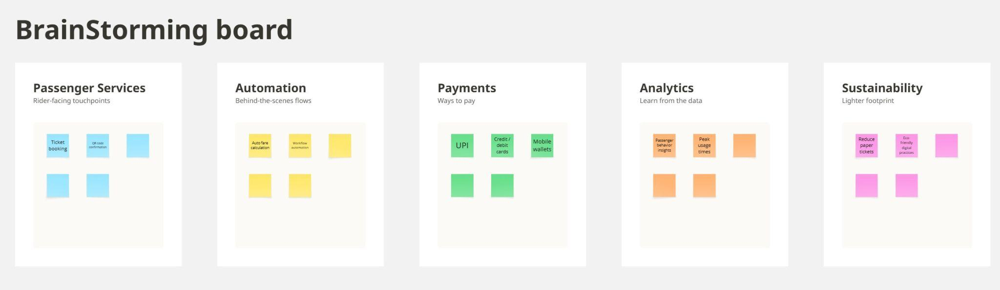 BrainStorming board
Passenger Services
Rider-facing touchpoints
Ticket
booking
QR code
confirmation
Automation
Behind-the-scenes flows
Auto fare
calculation
Workflow
automation
Payments
Ways to pay
UPI
Credit /
debit
cards
Mobile
wallets
Analytics
Learn from the data
Passenger
behavior
insights
Peak
usage
times
Sustainability
Lighter footprint
Reduce
paper
tickets
Eco-
friendly
digital
practices